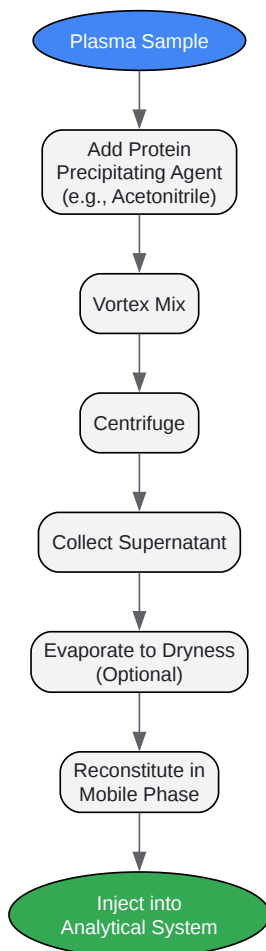 Plasma Sample
Add Protein
Precipitating Agent
(e.g., Acetonitrile)
Vortex Mix
Centrifuge
Collect Supernatant
Evaporate to Dryness
(Optional)
Reconstitute in
Mobile Phase
Inject into
Analytical System